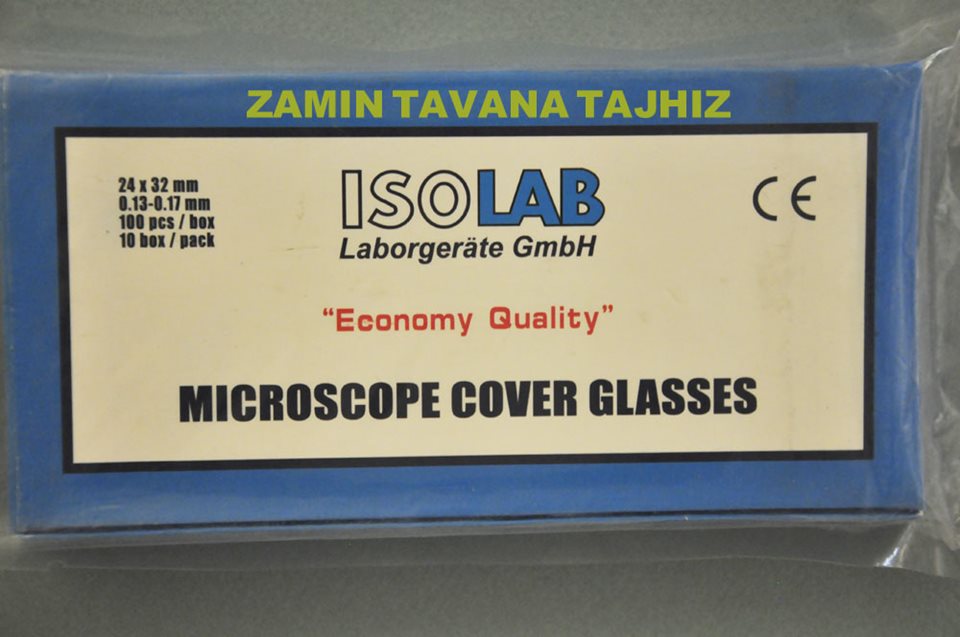 ZAMIN TAVANA TAJHIZ
24 x 32 mm
0.13-0.17 mm
100 pcs / box
10 box / pack
ISOLAB
Laborgeräte GmbH
CE
“Economy Quality”
MICROSCOPE COVER GLASSES